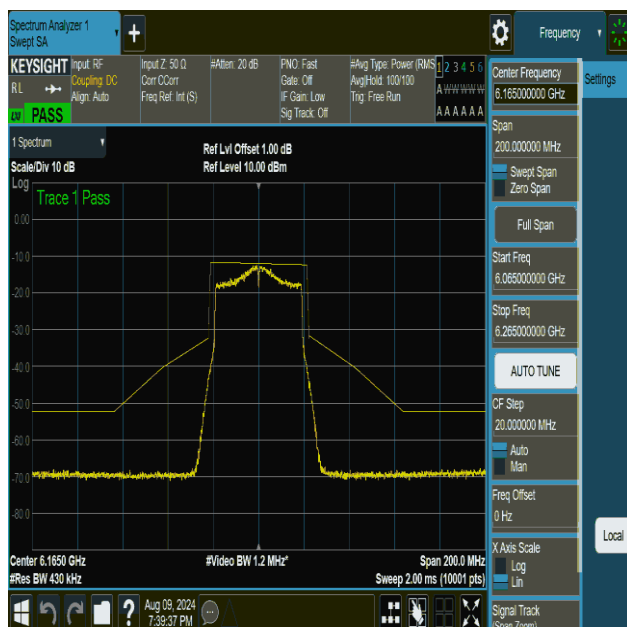 Spectrum Analyzer 1
Swept SA
+
Frequency
KEYSIGHT
RL
LXI PASS
Input: RF
Coupling: DC
Align: Auto
Input Z: 50 Ω
Corr CCorr
Freq Ref: Int (S)
#Atten: 20 dB
PNO: Fast
Gate: Off
IF Gain: Low
Sig Track: Off
#Avg Type: Power (RMS
Avg|Hold: 100/100
Trig: Free Run
1 2 3 4 5 6
A W W W W W
A A A A A A
Center Frequency
6.165000000 GHz
Settings
Span
200.000000 MHz
Swept Span
Zero Span
Full Span
Start Freq
6.065000000 GHz
Stop Freq
6.265000000 GHz
AUTO TUNE
CF Step
20.000000 MHz
Auto
Man
Freq Offset
0 Hz
X Axis Scale
Log
Lin
Local
Signal Track
(Span Zoom)
1 Spectrum
Scale/Div 10 dB
Ref Lvl Offset 1.00 dB
Ref Level 10.00 dBm
Log
Trace 1 Pass
0.00
-10.0
-20.0
-30.0
-40.0
-50.0
-60.0
-70.0
-80.0
Center 6.1650 GHz
#Video BW 1.2 MHz*
Span 200.0 MHz
#Res BW 430 kHz
Sweep 2.00 ms (10001 pts)
?
Aug 09, 2024
7:39:37 PM